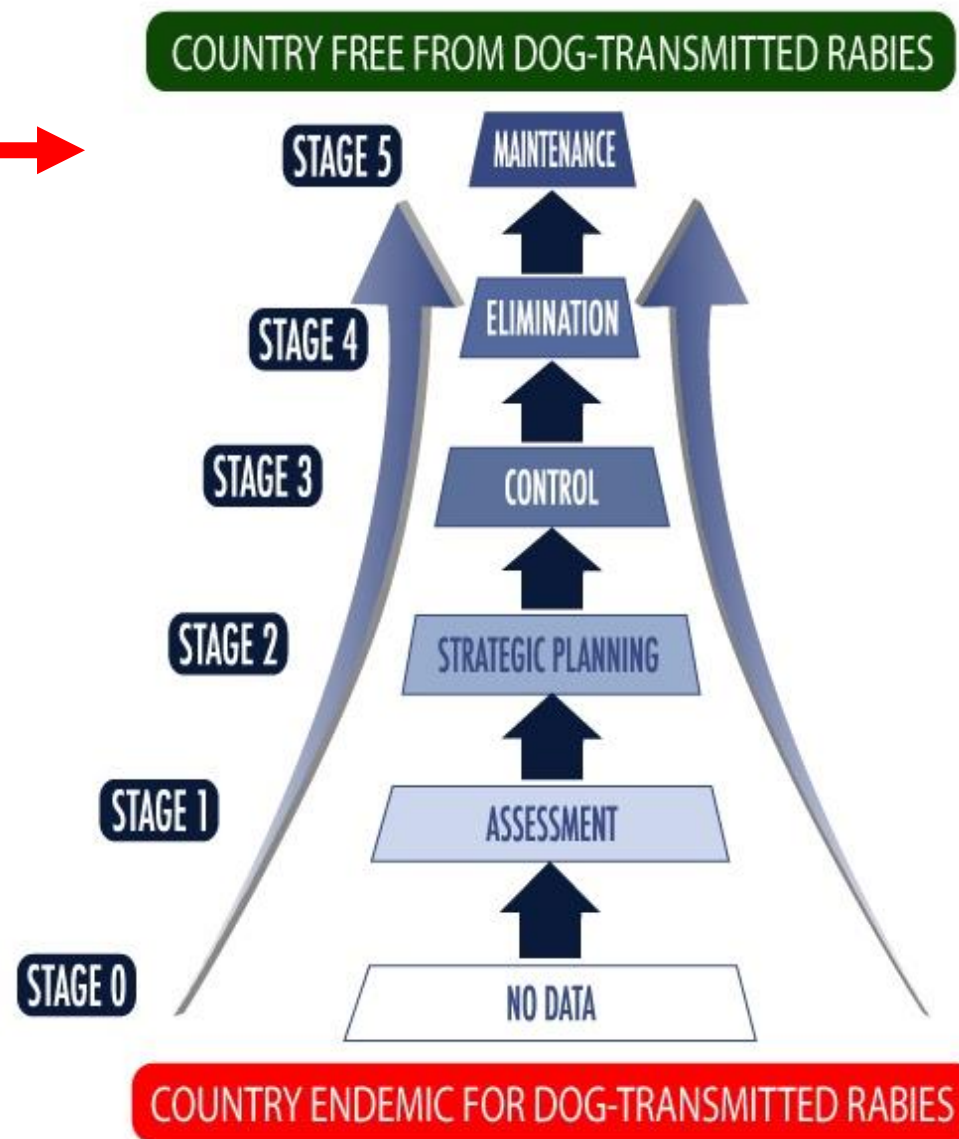 COUNTRY FREE FROM DOG-TRANSMITTED RABIES
STAGE 5
MAINTENANCE
STAGE 4
ELIMINATION
STAGE 3
CONTROL
STAGE 2
STRATEGIC PLANNING
STAGE 1
ASSESSMENT
STAGE 0
NO DATA
COUNTRY ENDEMIC FOR DOG-TRANSMITTED RABIES